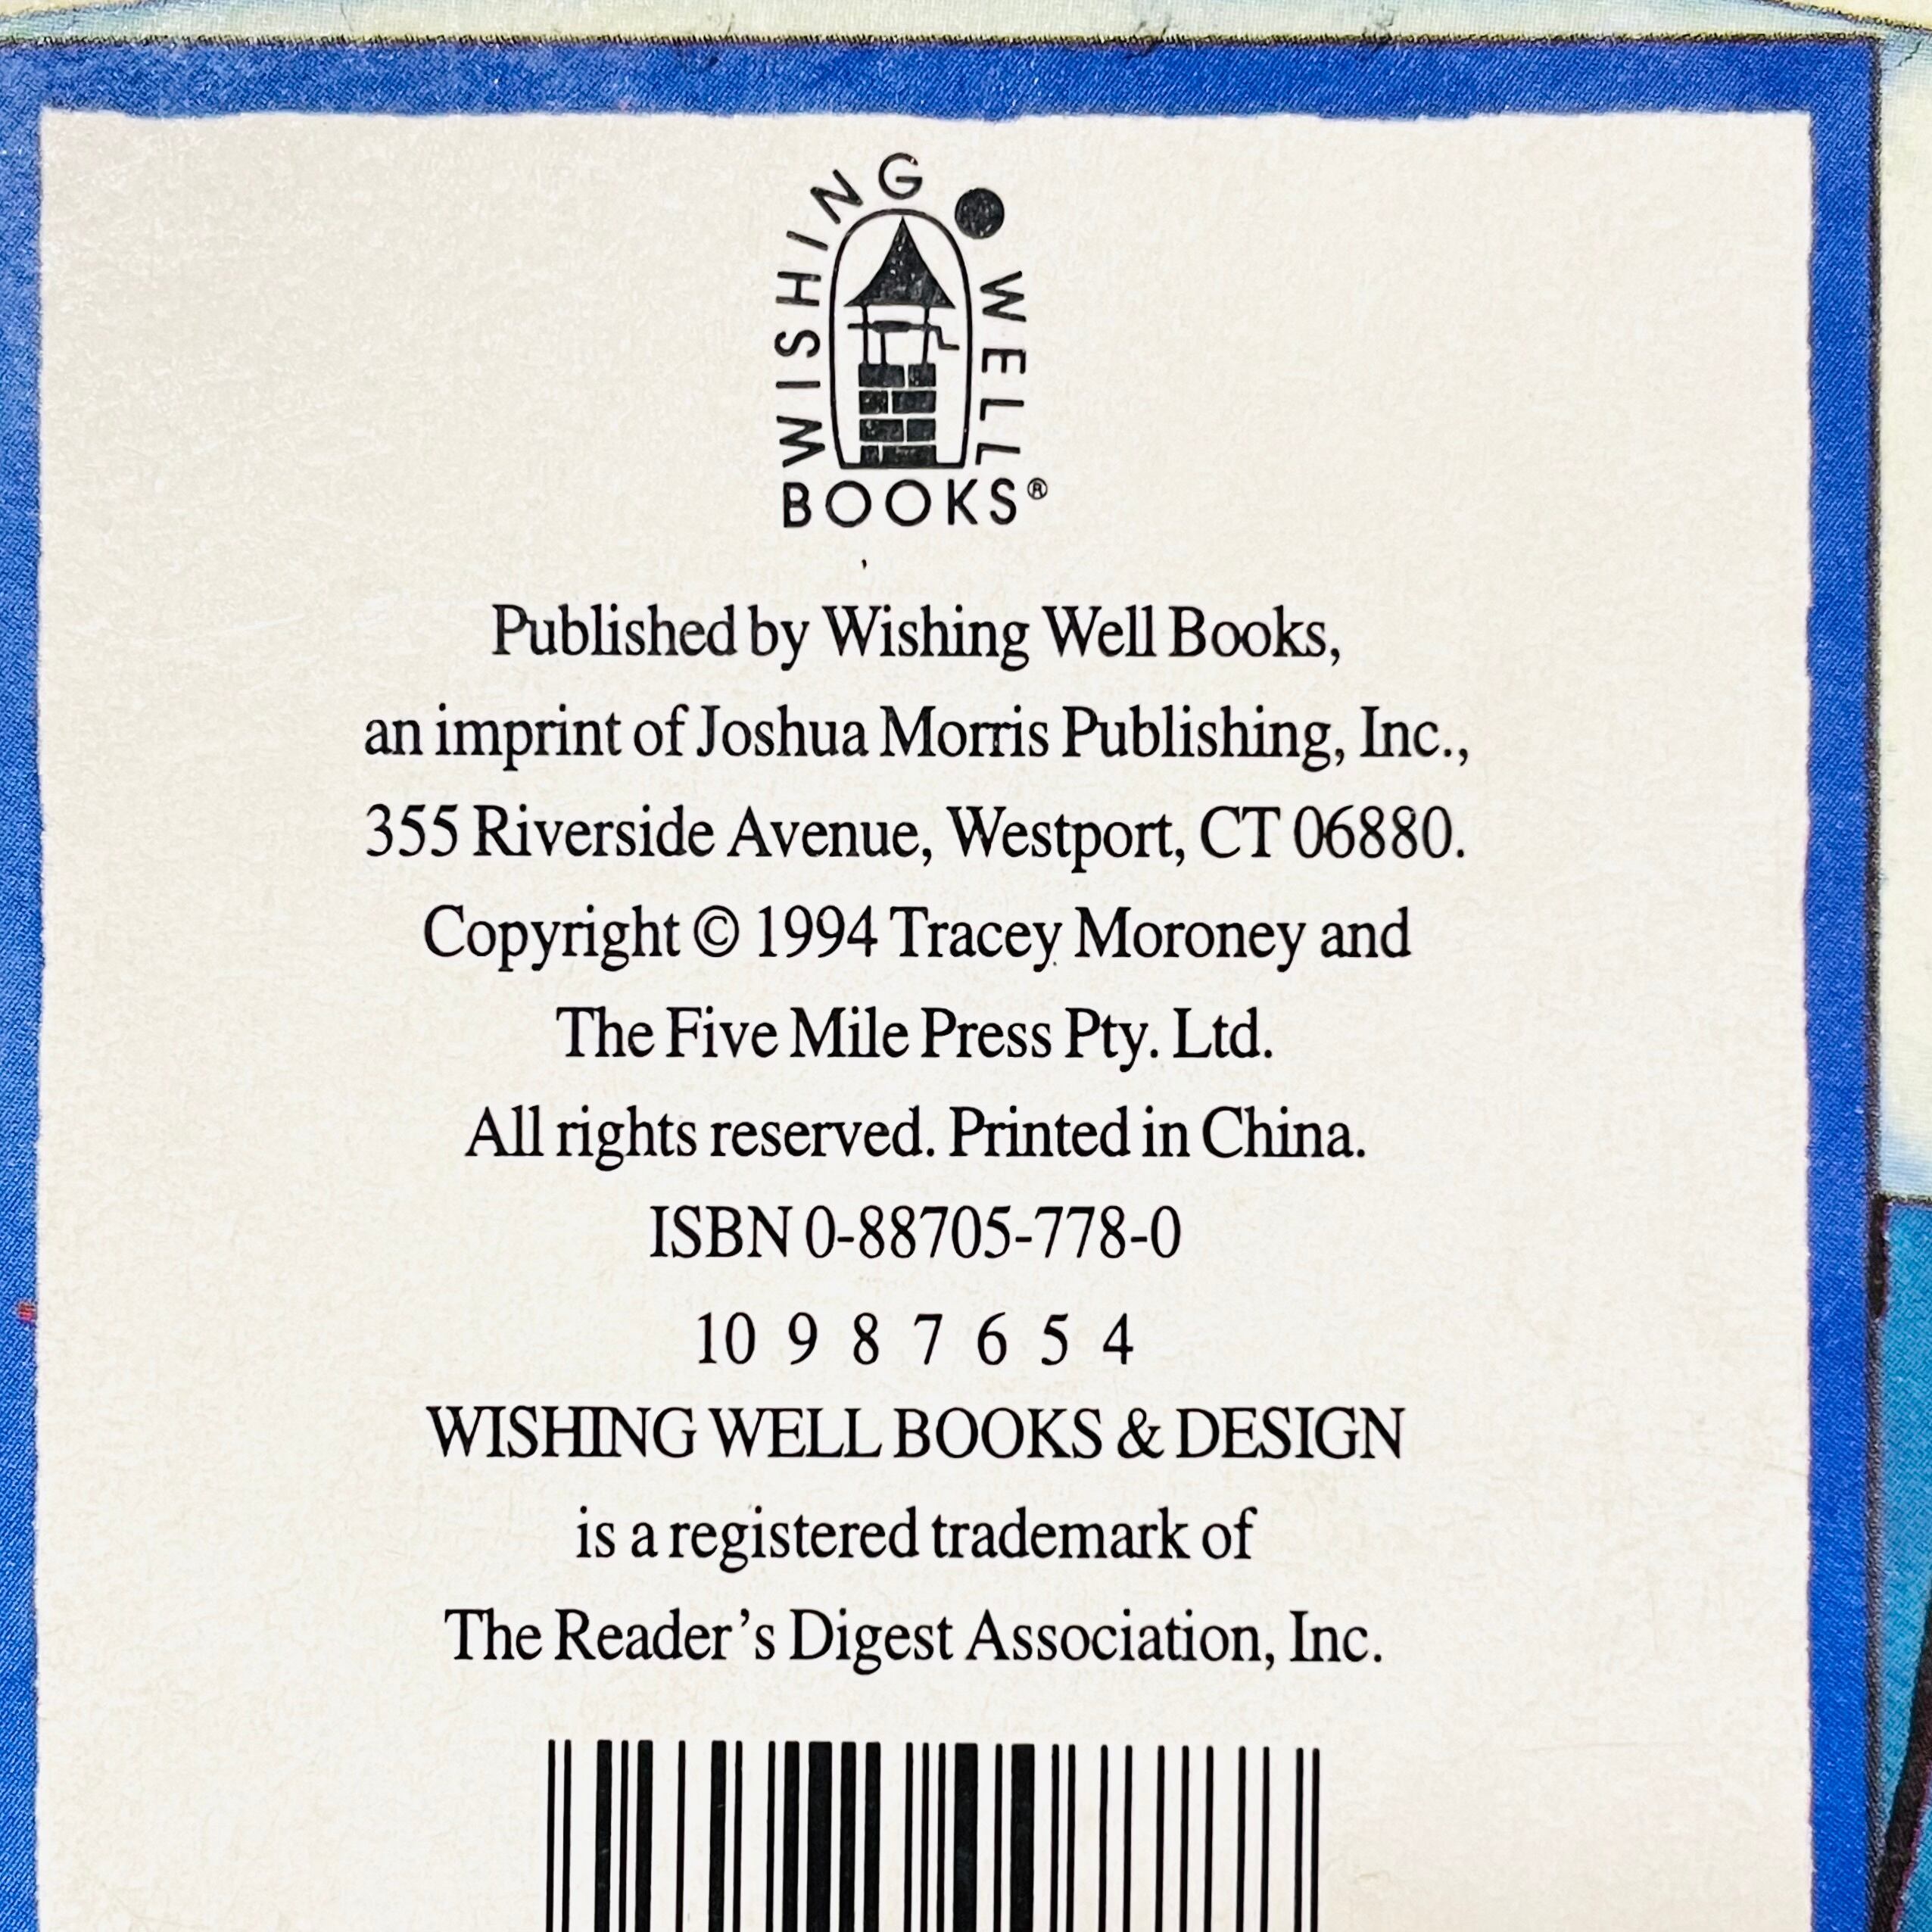 WISHING WELL
BOOKS®
Published by Wishing Well Books,
an imprint of Joshua Morris Publishing, Inc.,
355 Riverside Avenue, Westport, CT 06880.
Copyright © 1994 Tracey Moroney and
The Five Mile Press Pty. Ltd.
All rights reserved. Printed in China.
ISBN 0-88705-778-0
10 9 8 7 6 5 4
WISHING WELL BOOKS & DESIGN
is a registered trademark of
The Reader's Digest Association, Inc.